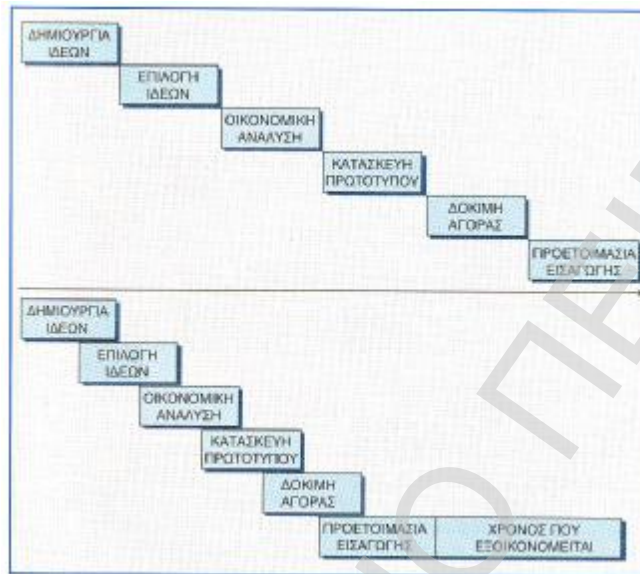 ΔΗΜΙΟΥΡΓΙΑ
ΙΔΕΩΝ
ΕΠΙΛΟΓΗ
ΙΔΕΩΝ
ΟΙΚΟΝΟΜΙΚΗ
ΑΝΑΛΥΣΗ
ΚΑΤΑΣΚΕΥΗ
ΠΡΩΤΟΤΥΠΟΥ
ΔΟΚΙΜΗ
ΑΓΟΡΑΣ
ΠΡΟΕΤΟΙΜΑΣΙΑ
ΕΙΣΑΓΩΓΗΣ
ΔΗΜΙΟΥΡΓΙΑ
ΙΔΕΩΝ
ΕΠΙΛΟΓΗ
ΙΔΕΩΝ
ΟΙΚΟΝΟΜΙΚΗ
ΑΝΑΛΥΣΗ
ΚΑΤΑΣΚΕΥΗ
ΠΡΩΤΟΤΥΠΟΥ
ΔΟΚΙΜΗ
ΑΓΟΡΑΣ
ΠΡΟΕΤΟΙΜΑΣΙΑ
ΕΙΣΑΓΩΓΗΣ
ΧΡΟΝΟΣ ΠΟΥ
ΕΞΟΙΚΟΝΟΜΕΙΤΑΙ